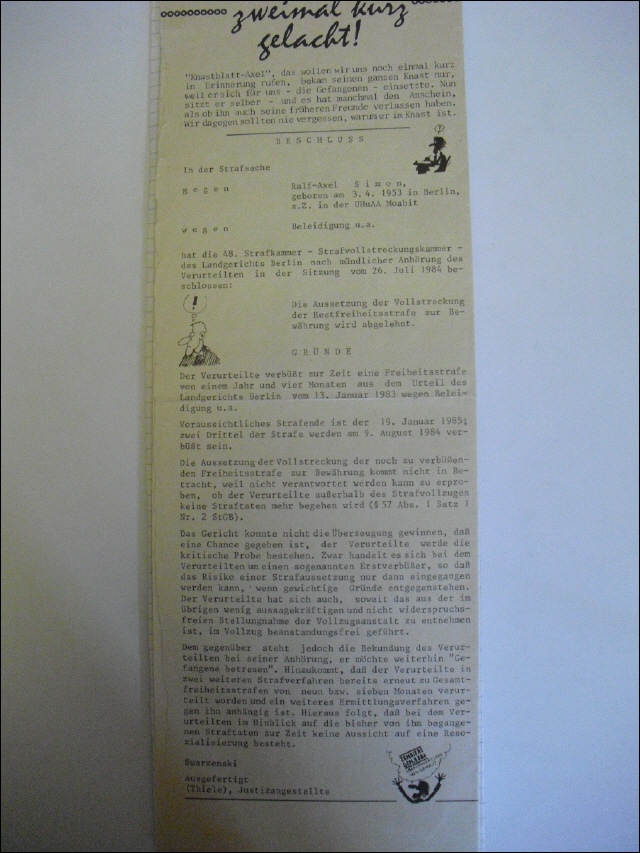 zweimal kurz
gelacht!
"Knastblatt-Axel", das wollen wir uns noch einmal kurz
in Erinnerung rufen, bekam seinen ganzen Knast nur,
weil er sich für uns - die Gefangenen - einsetzte. Nun
sitzt er selber - und es hat manchmal den Anschein,
als ob ihn auch seine früheren Freunde verlassen haben.
Wir dagegen sollten nie vergessen, warum er im Knast ist.
B E S C H L U S S
In der Strafsache
g e g e n Ralf-Axel S i m o n,
geboren am 3.4.1953 in Berlin,
z.Z. in der UHuAA Moabit
w e g e n Beleidigung u.a.
hat die 48. Strafkammer - Strafvollstreckungskammer -
des Landgerichts Berlin nach mündlicher Anhörung des
Verurteilten in der Sitzung vom 26. Juli 1984 be-
schlossen:
!
Die Aussetzung der Vollstreckung
der Restfreiheitsstrafe zur Be-
währung wird abgelehnt.
G R Ü N D E
Der Verurteilte verbüßt zur Zeit eine Freiheitsstrafe
von einem Jahr und vier Monaten aus dem Urteil des
Landgerichts Berlin vom 13. Januar 1983 wegen Belei-
digung u.a.
Voraussichtliches Strafende ist der 19. Januar 1985;
zwei Drittel der Strafe werden am 9. August 1984 ver-
büßt sein.
Die Aussetzung der Vollstreckung der noch zu verbüßen-
den Freiheitsstrafe zur Bewährung kommt nicht in Be-
tracht, weil nicht verantwortet werden kann zu erpro-
ben, ob der Verurteilte außerhalb des Strafvollzuges
keine Straftaten mehr begehen wird (§ 57 Abs. 1 Satz 1
Nr. 2 StGB).
Das Gericht konnte nicht die Überzeugung gewinnen, daß
eine Chance gegeben ist, der Verurteilte werde die
kritische Probe bestehen. Zwar handelt es sich bei dem
Verurteilten um einen sogenannten Erstverbüßer, so daß
das Risiko einer Strafaussetzung nur dann eingegangen
werden kann, wenn gewichtige Gründe entgegenstehen.
Der Verurteilte hat sich auch, soweit das aus der im
übrigen wenig aussagekräftigen und nicht widerspruchs-
freien Stellungnahme der Vollzugsanstalt zu entnehmen
ist, im Vollzug beanstandungsfrei geführt.
Dem gegenüber steht jedoch die Bekundung des Verur-
teilten bei seiner Anhörung, er möchte weiterhin "Ge-
fangene betreuen". Hinzukommt, daß der Verurteilte in
zwei weiteren Strafverfahren bereits erneut zu Gesamt-
freiheitsstrafen von neun bzw. sieben Monaten verur-
teilt worden und ein weiteres Ermittlungsverfahren ge-
gen ihn anhängig ist. Hieraus folgt, daß bei dem Ver-
urteilten im Hinblick auf die bisher von ihm begange-
nen Straftaten zur Zeit keine Aussicht auf eine Reso-
zialisierung besteht.
Suarzenski
Ausgefertigt
(Thiele), Justizangestellte